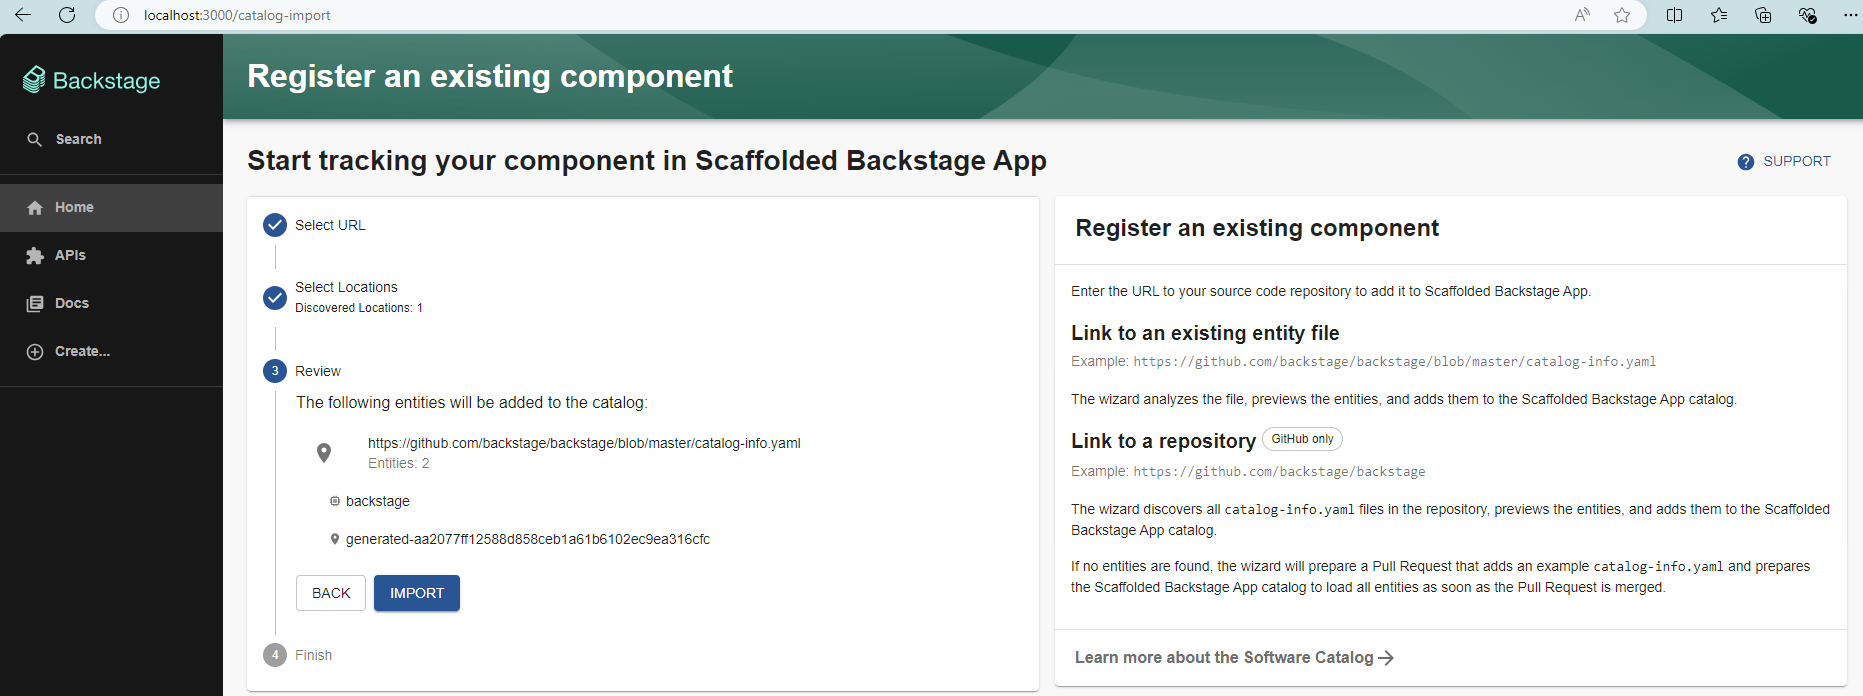 localhost:3000/catalog-import
Backstage
Search
Home
APIs
Docs
Create...
Register an existing component
Start tracking your component in Scaffolded Backstage App
? SUPPORT
Select URL
Select Locations
Discovered Locations: 1
3 Review
The following entities will be added to the catalog:
https://github.com/backstage/backstage/blob/master/catalog-info.yaml
Entities: 2
backstage
generated-aa2077ff12588d858ceb1a61b6102ec9ea316cfc
BACK IMPORT
4 Finish
Register an existing component
Enter the URL to your source code repository to add it to Scaffolded Backstage App.
Link to an existing entity file
Example: https://github.com/backstage/backstage/blob/master/catalog-info.yaml
The wizard analyzes the file, previews the entities, and adds them to the Scaffolded Backstage App catalog.
Link to a repository GitHub only
Example: https://github.com/backstage/backstage
The wizard discovers all catalog-info.yaml files in the repository, previews the entities, and adds them to the Scaffolded
Backstage App catalog.
If no entities are found, the wizard will prepare a Pull Request that adds an example catalog-info.yaml and prepares
the Scaffolded Backstage App catalog to load all entities as soon as the Pull Request is merged.
Learn more about the Software Catalog